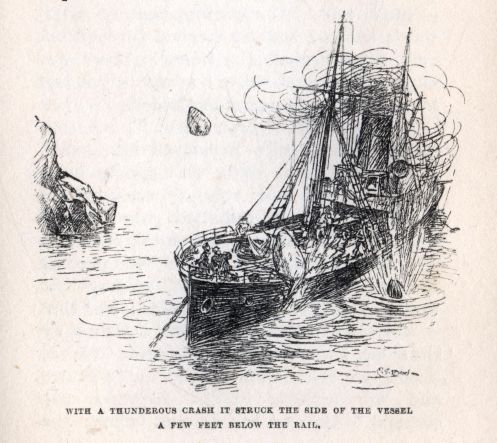 WITH A THUNDEROUS CRASH IT STRUCK THE SIDE OF THE VESSEL
A FEW FEET BELOW THE RAIL.